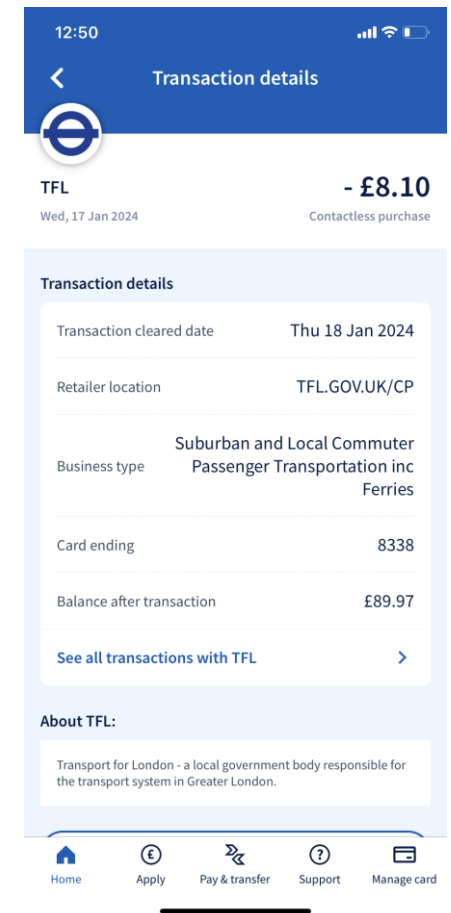 12:50
Transaction details
TFL
- £8.10
Wed, 17 Jan 2024
Contactless purchase
Transaction details
Transaction cleared date
Thu 18 Jan 2024
Retailer location
TFL.GOV.UK/CP
Business type
Suburban and Local Commuter
Passenger Transportation inc
Ferries
Card ending
8338
Balance after transaction
£89.97
See all transactions with TFL
About TFL:
Transport for London - a local government body responsible for
the transport system in Greater London.
Home
Apply
Pay & transfer
Support
Manage card